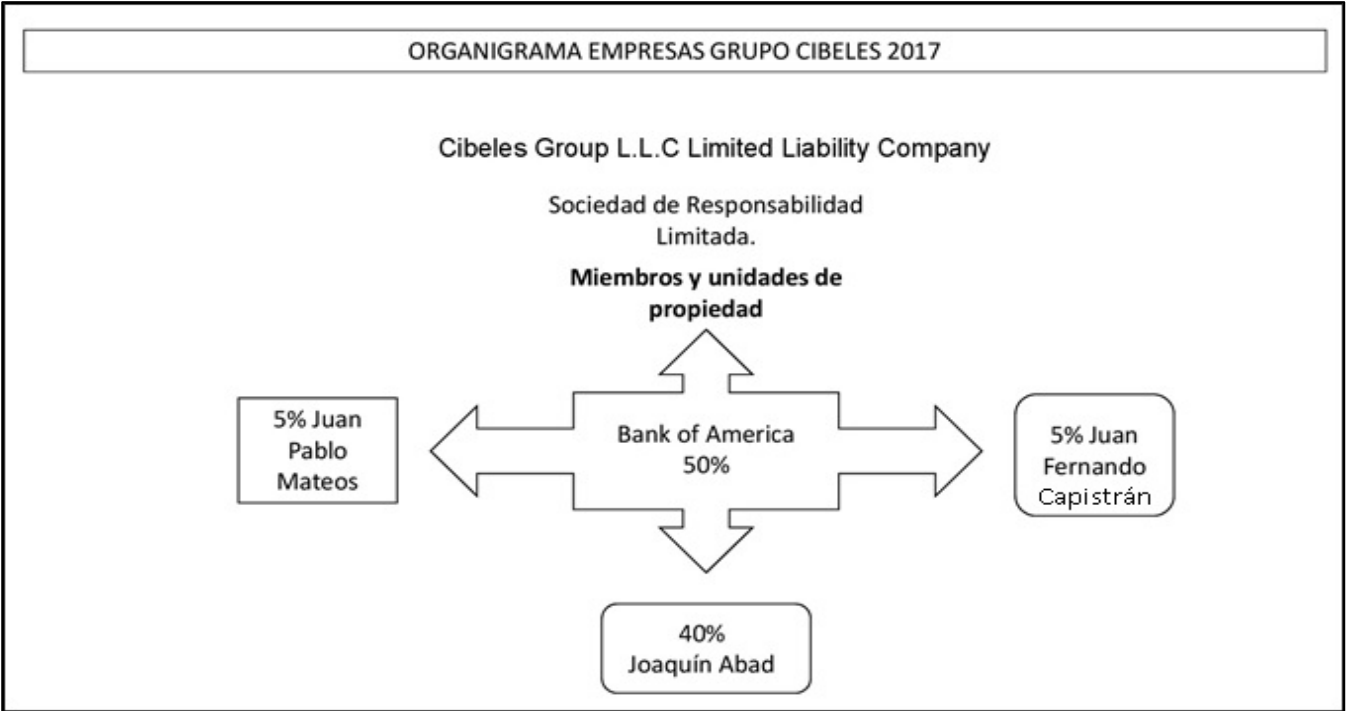 ORGANIGRAMA EMPRESAS GRUPO CIBELES 2017
Cibeles Group L.L.C Limited Liability Company
Sociedad de Responsabilidad
Limitada.
Miembros y unidades de
propiedad
5% Juan
Pablo
Mateos
Bank of America
50%
5% Juan
Fernando
Capistrán
40%
Joaquín Abad